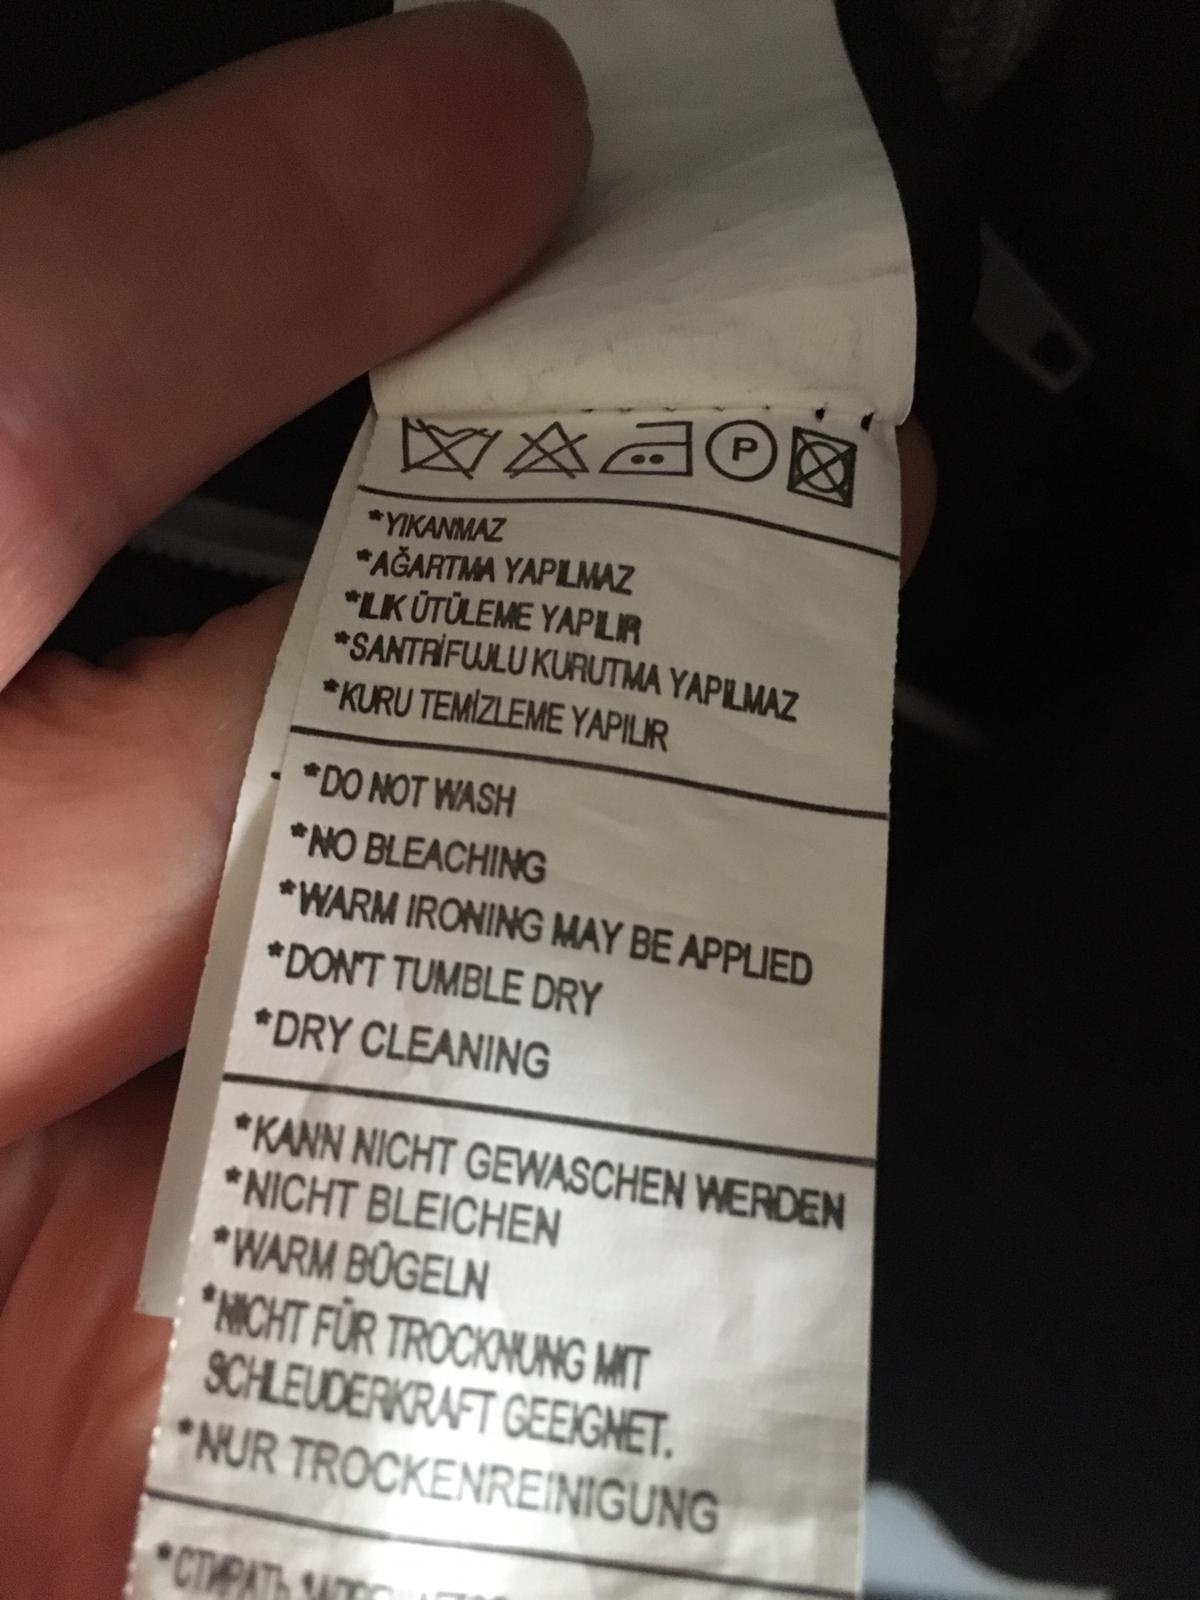 P
*YIKANMAZ
*AĞARTMA YAPILMAZ
*ILIK ÜTÜLEME YAPILIR
*SANTRİFUJLU KURUTMA YAPILMAZ
*KURU TEMİZLEME YAPILIR
*DO NOT WASH
*NO BLEACHING
*WARM IRONING MAY BE APPLIED
*DON'T TUMBLE DRY
*DRY CLEANING
*KANN NICHT GEWASCHEN WERDEN
*NICHT BLEICHEN
*WARM BÜGELN
*NICHT FÜR TROCKNUNG MIT
SCHLEUDERKRAFT GEEIGNET.
*NUR TROCKENREINIGUNG
*СТИРАТЬ